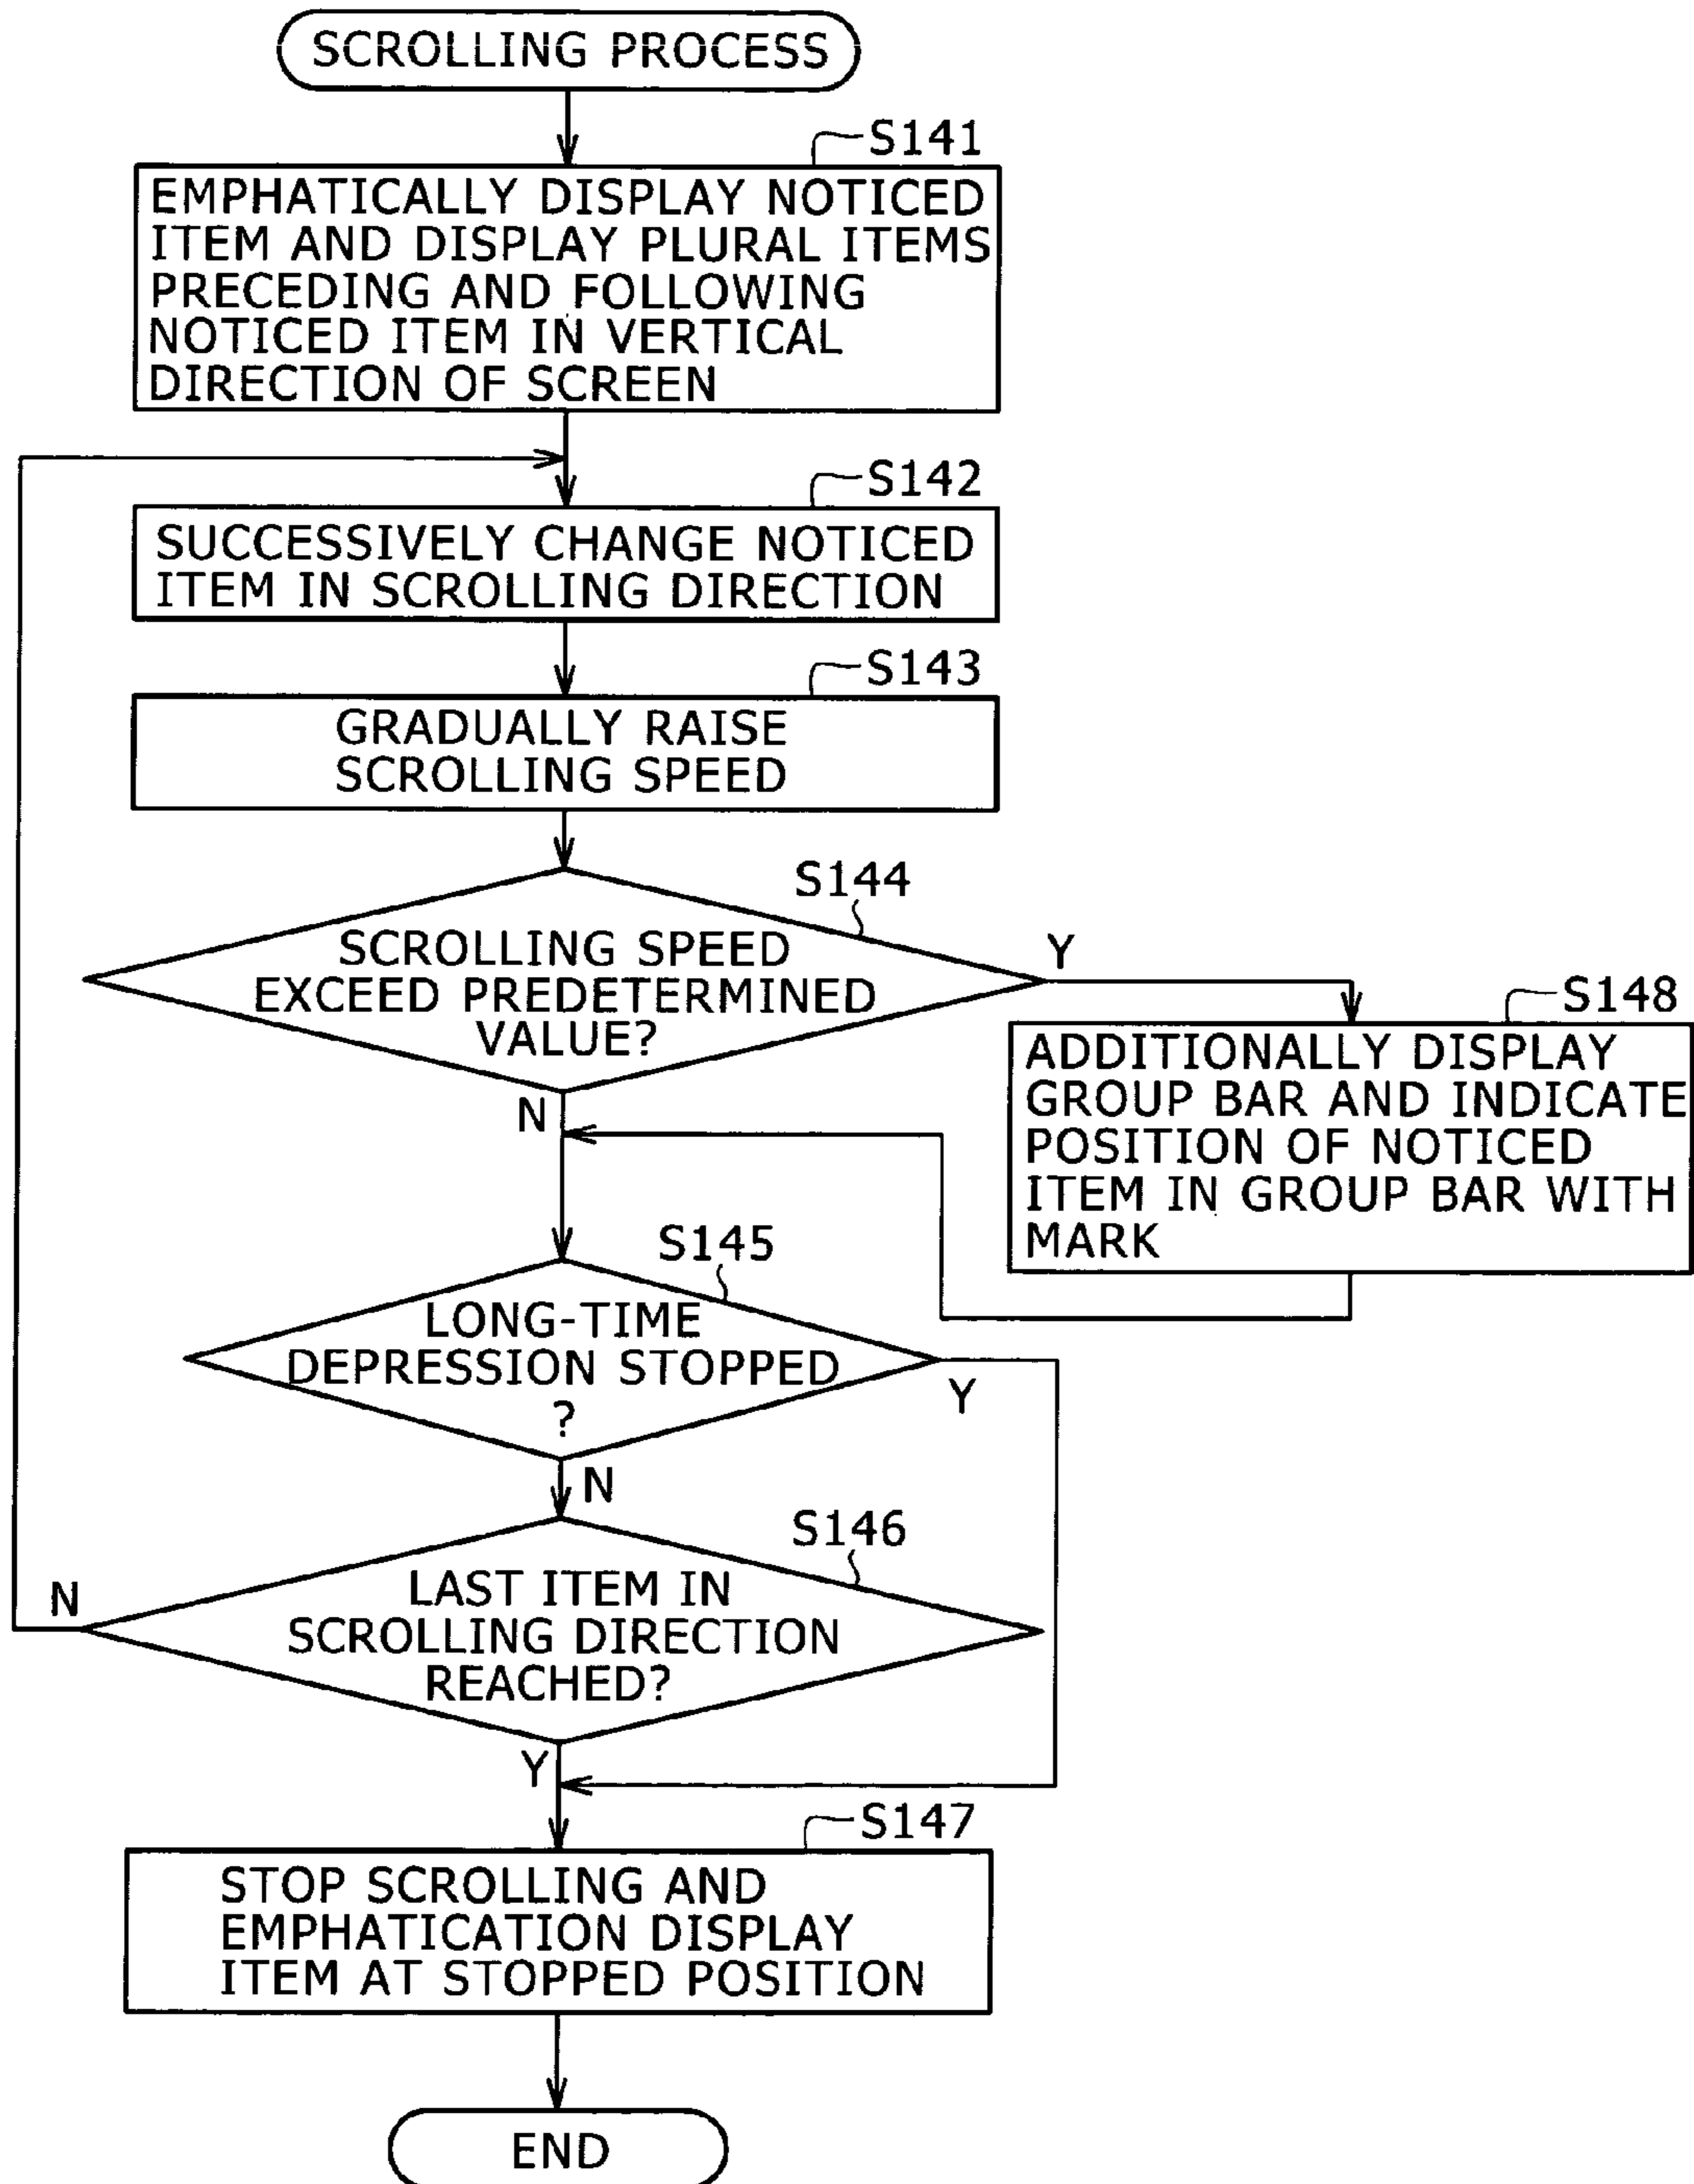 SCROLLING PROCESS
S141
EMPHATICALLY DISPLAY NOTICED
ITEM AND DISPLAY PLURAL ITEMS
PRECEDING AND FOLLOWING
NOTICED ITEM IN VERTICAL
DIRECTION OF SCREEN
S142
SUCCESSIVELY CHANGE NOTICED
ITEM IN SCROLLING DIRECTION
S143
GRADUALLY RAISE
SCROLLING SPEED
S144
SCROLLING SPEED
EXCEED PREDETERMINED
VALUE?
Y
N
S148
ADDITIONALLY DISPLAY
GROUP BAR AND INDICATE
POSITION OF NOTICED
ITEM IN GROUP BAR WITH
MARK
S145
LONG-TIME
DEPRESSION STOPPED
?
Y
N
S146
LAST ITEM IN
SCROLLING DIRECTION
REACHED?
N
Y
S147
STOP SCROLLING AND
EMPHATICATION DISPLAY
ITEM AT STOPPED POSITION
END